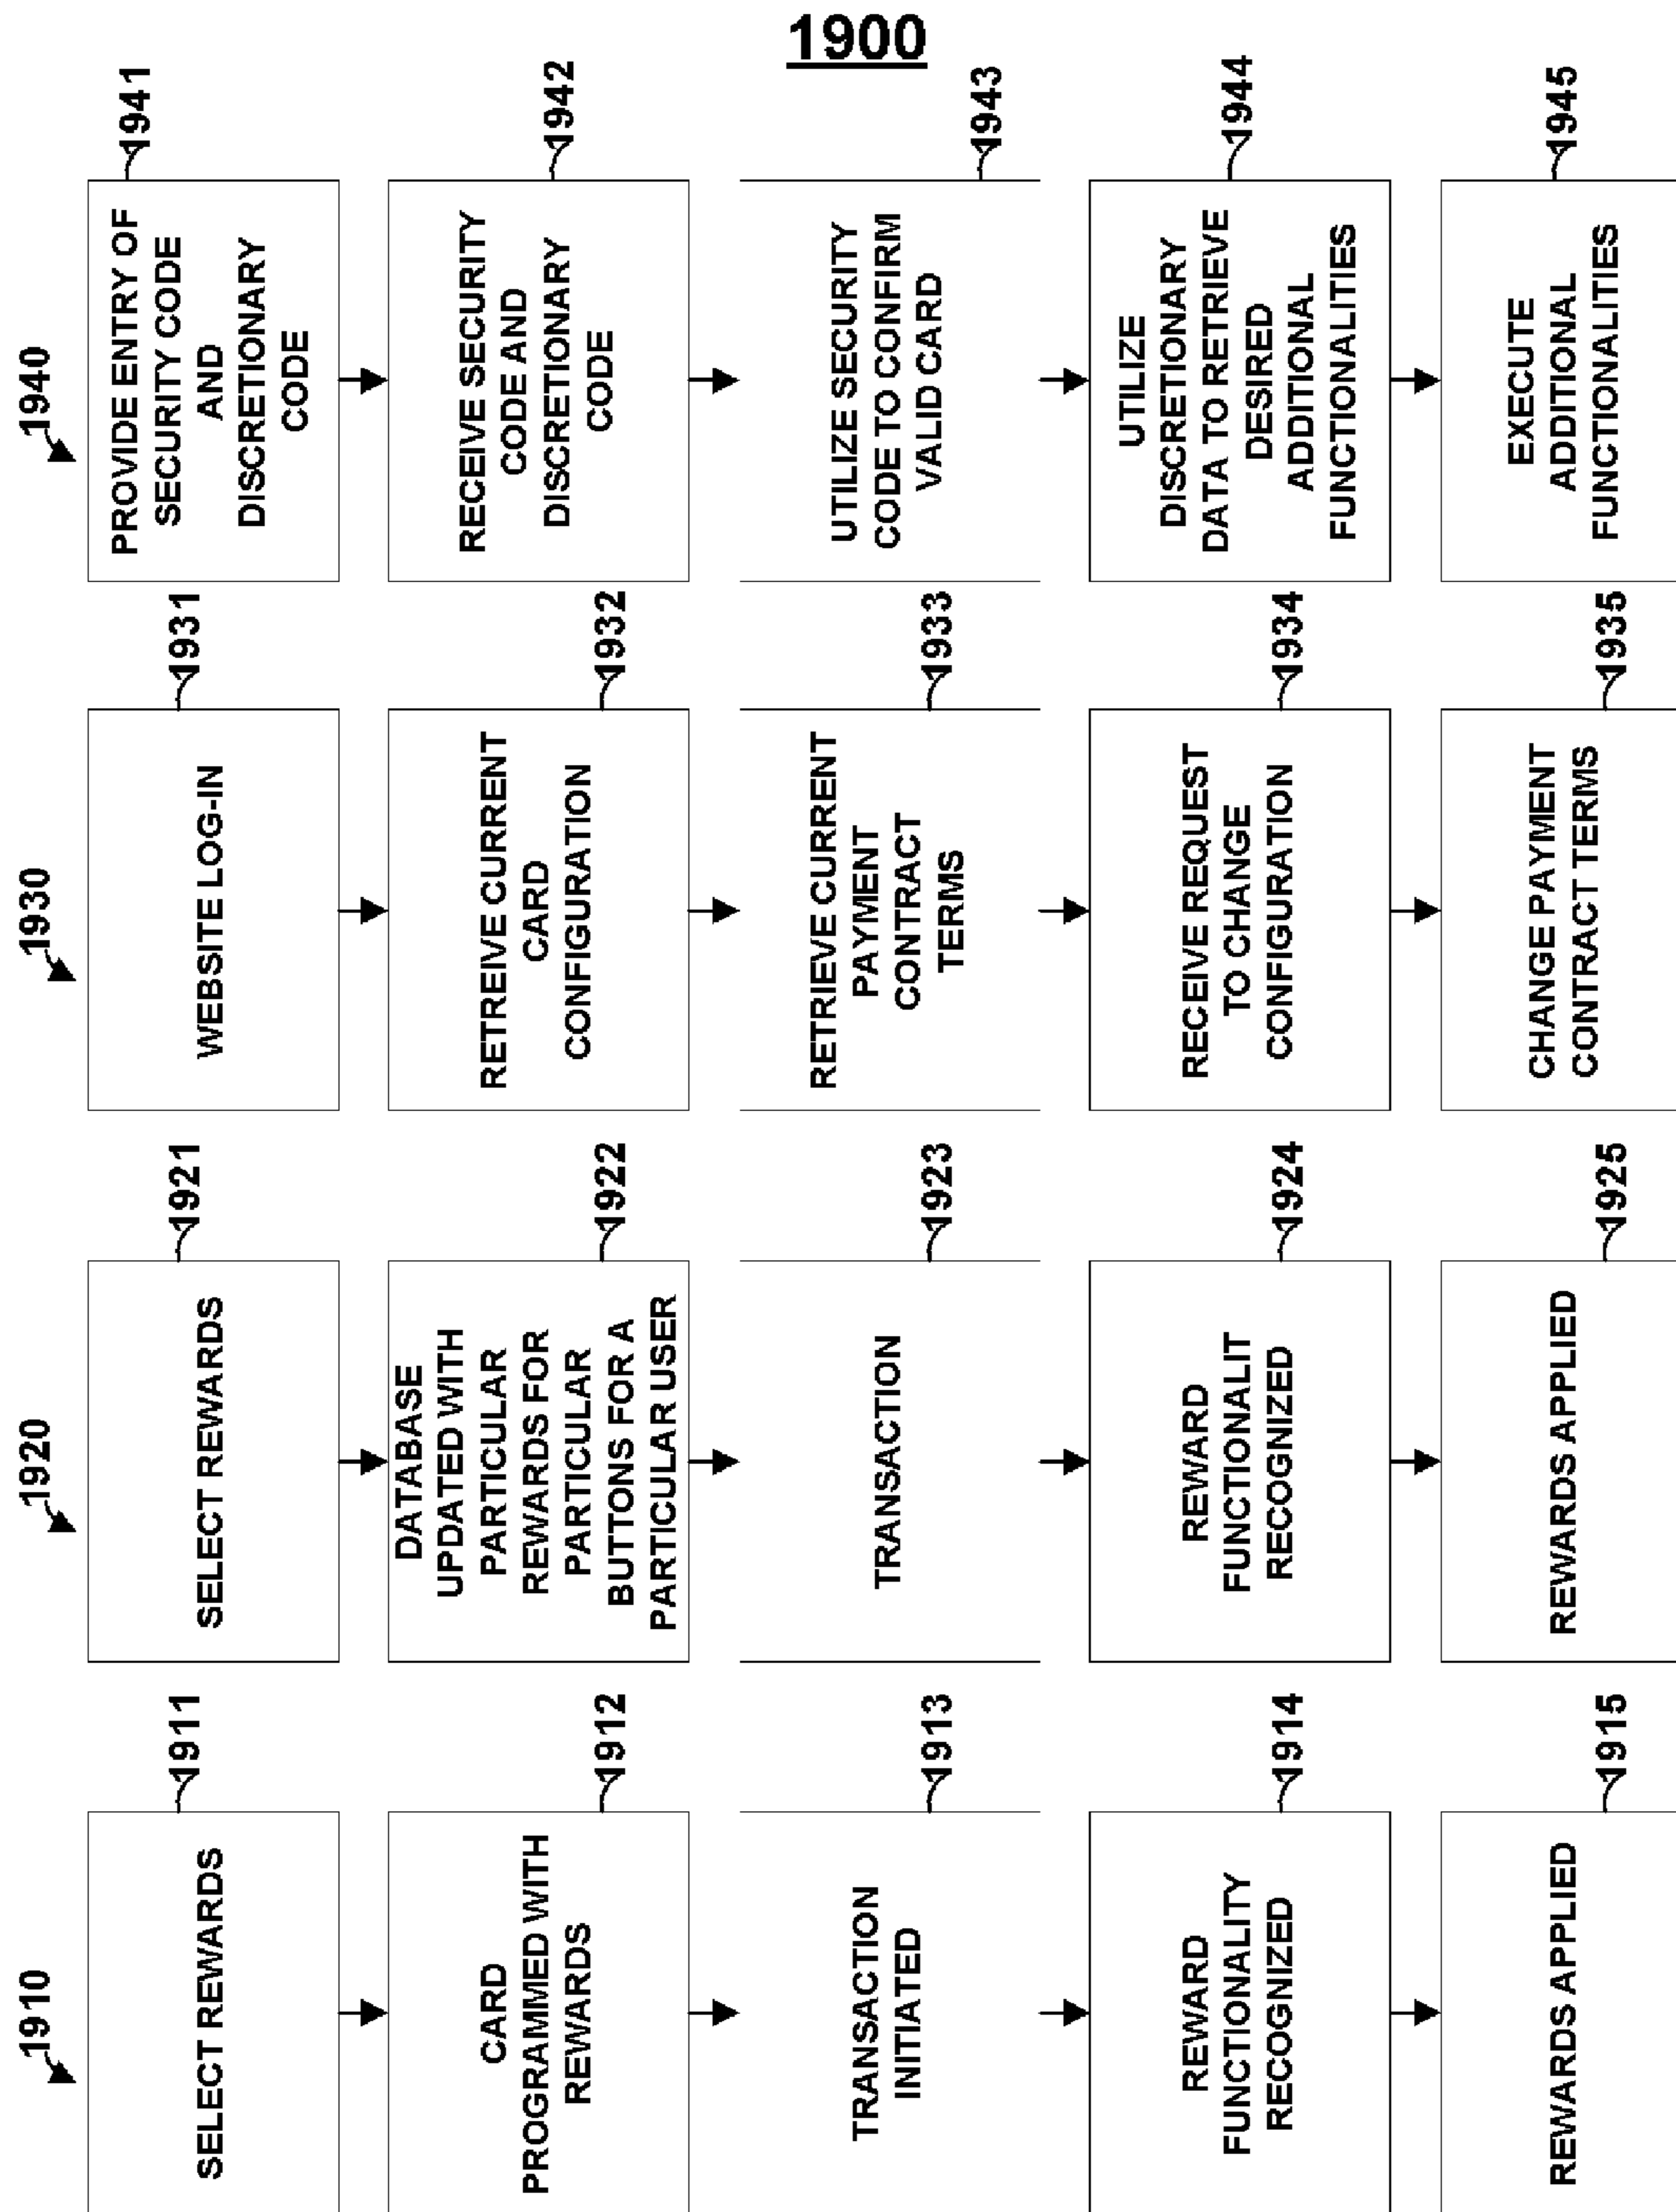 1900
1910
SELECT REWARDS
1911
CARD
PROGRAMMED WITH
REWARDS
1912
TRANSACTION
INITIATED
1913
REWARD
FUNCTIONALITY
RECOGNIZED
1914
REWARDS APPLIED
1915
1920
SELECT REWARDS
1921
DATABASE
UPDATED WITH
PARTICULAR
REWARDS FOR
PARTICULAR
BUTTONS FOR A
PARTICULAR USER
1922
TRANSACTION
1923
REWARD
FUNCTIONALIT
RECOGNIZED
1924
REWARDS APPLIED
1925
1930
WEBSITE LOG-IN
1931
RETREIVE CURRENT
CARD
CONFIGURATION
1932
RETRIEVE CURRENT
PAYMENT
CONTRACT
TERMS
1933
RECEIVE REQUEST
TO CHANGE
CONFIGURATION
1934
CHANGE PAYMENT
CONTRACT TERMS
1935
1940
PROVIDE ENTRY OF
SECURITY CODE
AND
DISCRETIONARY
CODE
1941
RECEIVE SECURITY
CODE AND
DISCRETIONARY
CODE
1942
UTILIZE SECURITY
CODE TO CONFIRM
VALID CARD
1943
UTILIZE
DISCRETIONARY
DATA TO RETRIEVE
DESIRED
ADDITIONAL
FUNCTIONALITIES
1944
EXECUTE
ADDITIONAL
FUNCTIONALITIES
1945